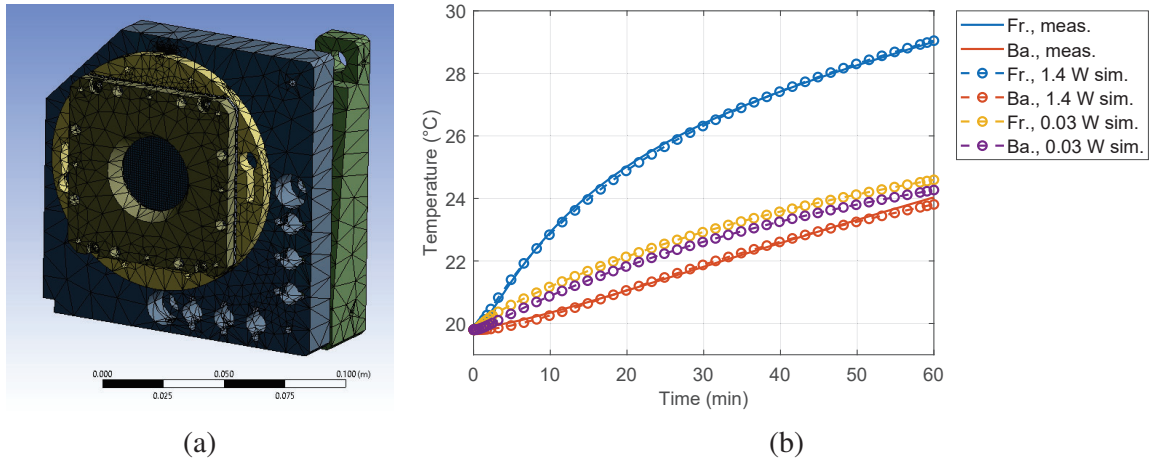 0.000
0.050
0.100 (m)
0.025
0.075
(a)
30
28
26
24
22
20
Temperature (°C)
0
10
20
30
40
50
60
Time (min)
Fr., meas.
Ba., meas.
Fr., 1.4 W sim.
Ba., 1.4 W sim.
Fr., 0.03 W sim.
Ba., 0.03 W sim.
(b)